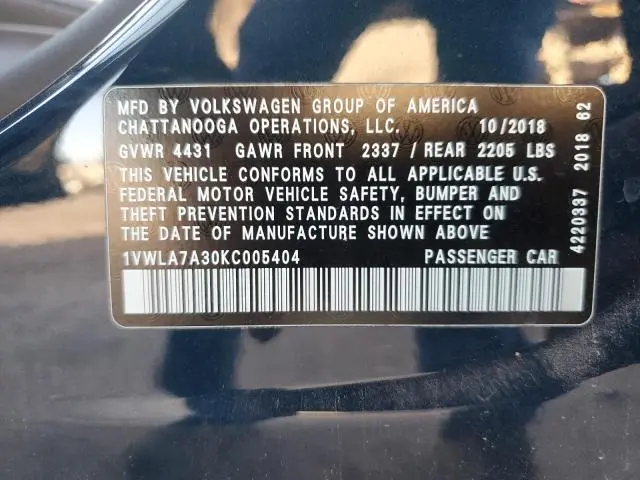 MFD BY VOLKSWAGEN GROUP OF AMERICA
CHATTANOOGA OPERATIONS, LLC. 10/2018
GVWR 4431 GAWR FRONT 2337 / REAR 2205 LBS
THIS VEHICLE CONFORMS TO ALL APPLICABLE U.S.
FEDERAL MOTOR VEHICLE SAFETY, BUMPER AND
THEFT PREVENTION STANDARDS IN EFFECT ON
THE DATE OF MANUFACTURE SHOWN ABOVE
1VWLA7A30KC005404 PASSENGER CAR
4220337 2018 62